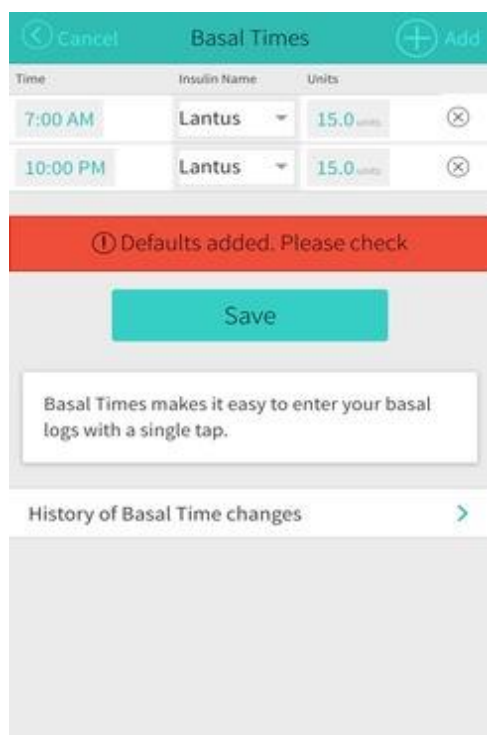 Cancel Basal Times Add
Time Insulin Name Units
7:00 AM Lantus 15.0 units
10:00 PM Lantus 15.0 units
Defaults added. Please check
Save
Basal Times makes it easy to enter your basal
logs with a single tap.
History of Basal Time changes